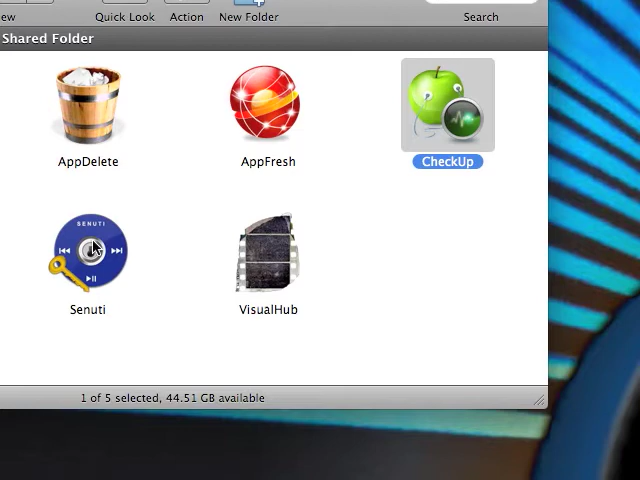 ew Quick Look Action New Folder Search
Shared Folder
AppDelete AppFresh CheckUp
SENUTI
Senuti VisualHub
1 of 5 selected, 44.51 GB available